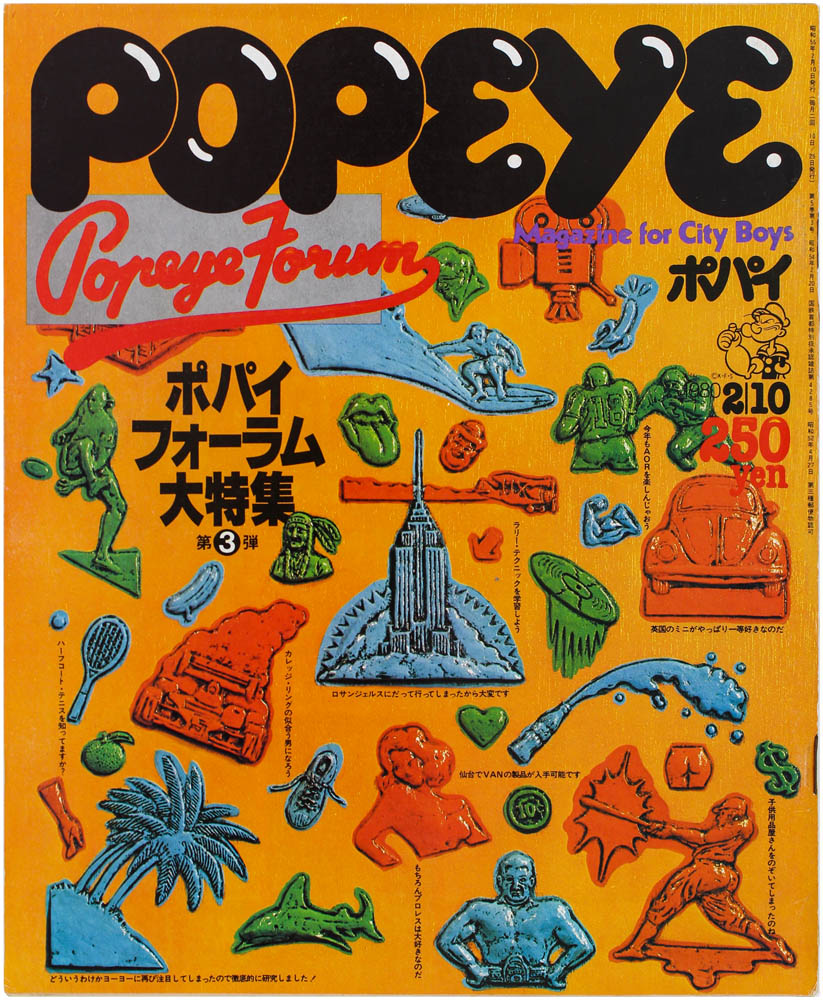 POPEYE
Popeye Forum
Magazine for City Boys
ポパイ
©K·F·S
1980 2|10
250
yen
ポパイ
フォーラム
大特集
第3弾
18
今年もAORを楽しんじゃおう
ラリー・テクニックを学習しよう
英国のミニがやっぱり一等好きなのだ
ロサンジェルスにだって行ってしまったから大変です
カレッジ・リングの似合う男になろう
ハーフコート・テニスを知ってますか?
仙台でVANの製品が入手可能です
10¢
子供用品屋さんをのぞいてしまったのね
もちろんプロレスは大好きなのだ
どういうわけかヨーヨーに再び注目してしまったので徹底的に研究しました!